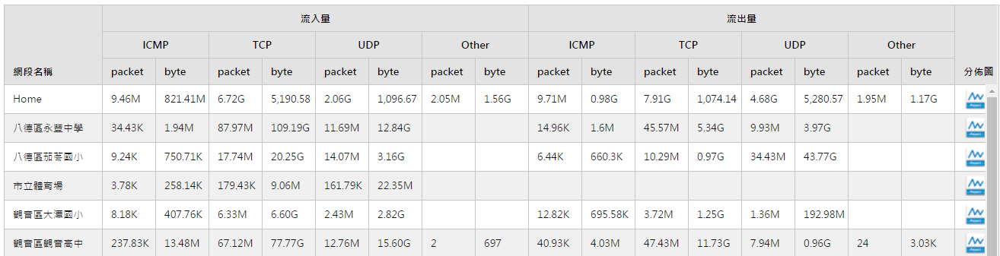 流入量 流出量
ICMP TCP UDP Other ICMP TCP UDP Other
網段名稱 packet byte packet byte packet byte packet byte packet byte packet byte packet byte packet byte 分佈圖
Home 9.46M 821.41M 6.72G 5,190.58 2.06G 1,096.67 2.05M 1.56G 9.71M 0.98G 7.91G 1,074.14 4.68G 5,280.57 1.95M 1.17G
八德區永豐中學 34.43K 1.94M 87.97M 109.19G 11.69M 12.84G 14.96K 1.6M 45.57M 5.34G 9.93M 3.97G
八德區茄苳國小 9.24K 750.71K 17.74M 20.25G 14.07M 3.16G 6.44K 660.3K 10.29M 0.97G 34.43M 43.77G
市立體育場 3.78K 258.14K 179.43K 9.06M 161.79K 22.35M
觀音區大潭國小 8.18K 407.76K 6.33M 6.60G 2.43M 2.82G 12.82K 695.58K 3.72M 1.25G 1.36M 192.98M
觀音區觀音高中 237.83K 13.48M 67.12M 77.77G 12.76M 15.60G 2 697 40.93K 4.03M 47.43M 11.73G 7.94M 0.96G 24 3.03K